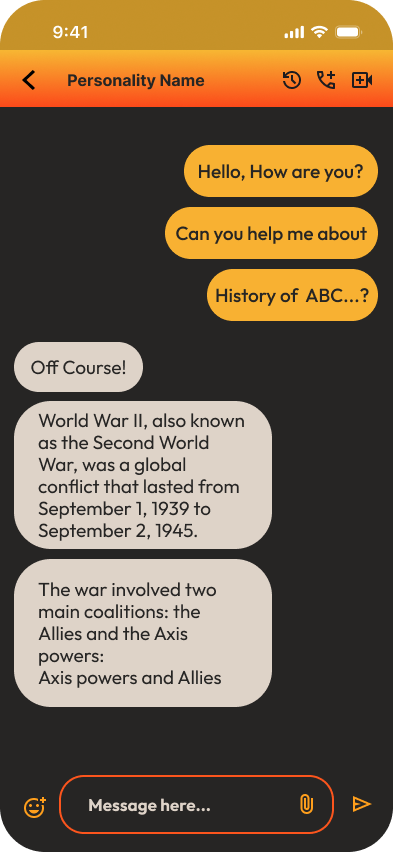 9:41
Personality Name
Hello, How are you?
Can you help me about
History of  ABC...?
Off Course!
World War II, also known
as the Second World
War, was a global
conflict that lasted from
September 1, 1939 to
September 2, 1945.
The war involved two
main coalitions: the
Allies and the Axis
powers:
Axis powers and Allies
Message here...